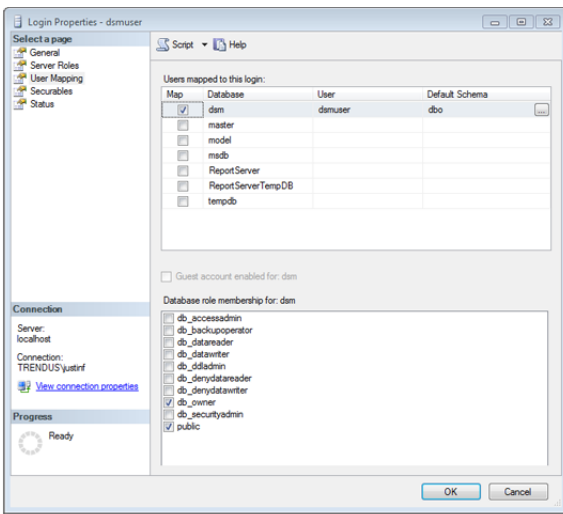 Login Properties - dsmuser
Select a page
General
Server Roles
User Mapping
Securables
Status
Script Help
Users mapped to this login:
Map Database User Default Schema
dsm dsmuser dbo ...
master
model
msdb
ReportServer
ReportServerTempDB
tempdb
Guest account enabled for: dsm
Database role membership for: dsm
db_accessadmin
db_backupoperator
db_datareader
db_datawriter
db_ddladmin
db_denydatareader
db_denydatawriter
db_owner
db_securityadmin
public
Connection
Server:
localhost
Connection:
TRENDUS\justinf
View connection properties
Progress
Ready
OK Cancel